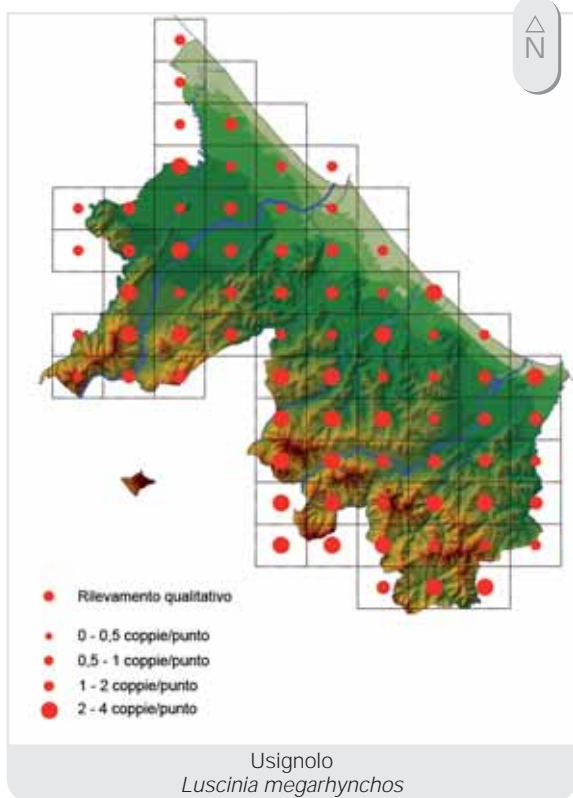 N
Rilevamento qualitativo
0 - 0,5 coppie/punto
0,5 - 1 coppie/punto
1 - 2 coppie/punto
2 - 4 coppie/punto
Usignolo
Luscinia megarhynchos